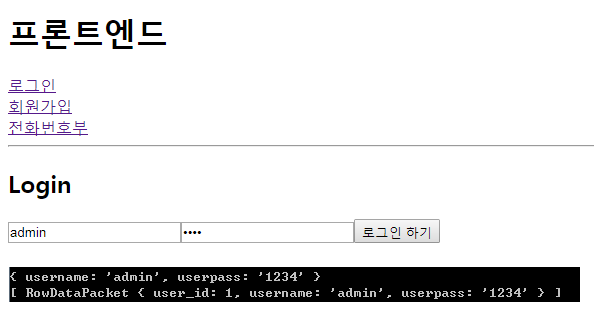 프론트엔드
로그인
회원가입
전화번호부
Login
admin •••• 로그인 하기
{ username: 'admin', userpass: '1234' }
[ RowDataPacket { user_id: 1, username: 'admin', userpass: '1234' } ]